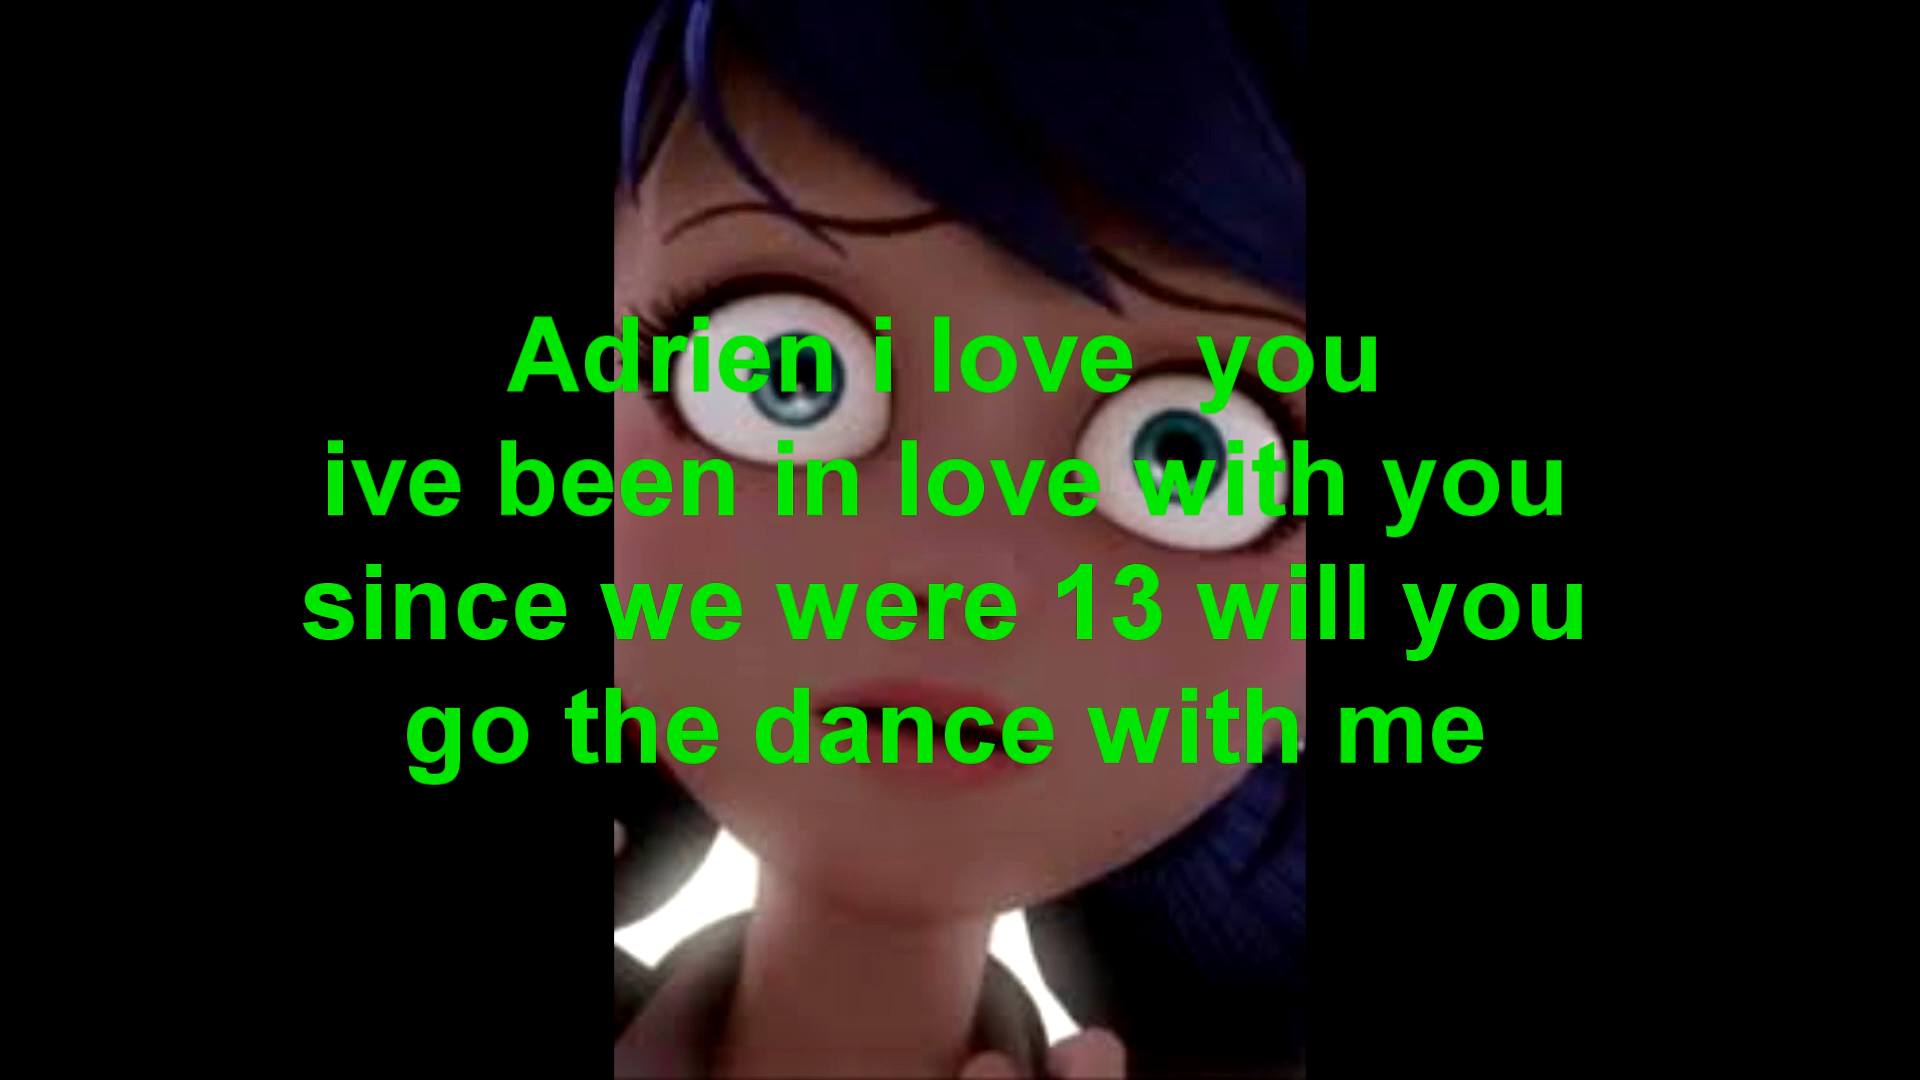 Adrien i love  you
ive been in love with you
since we were 13 will you
go the dance with me